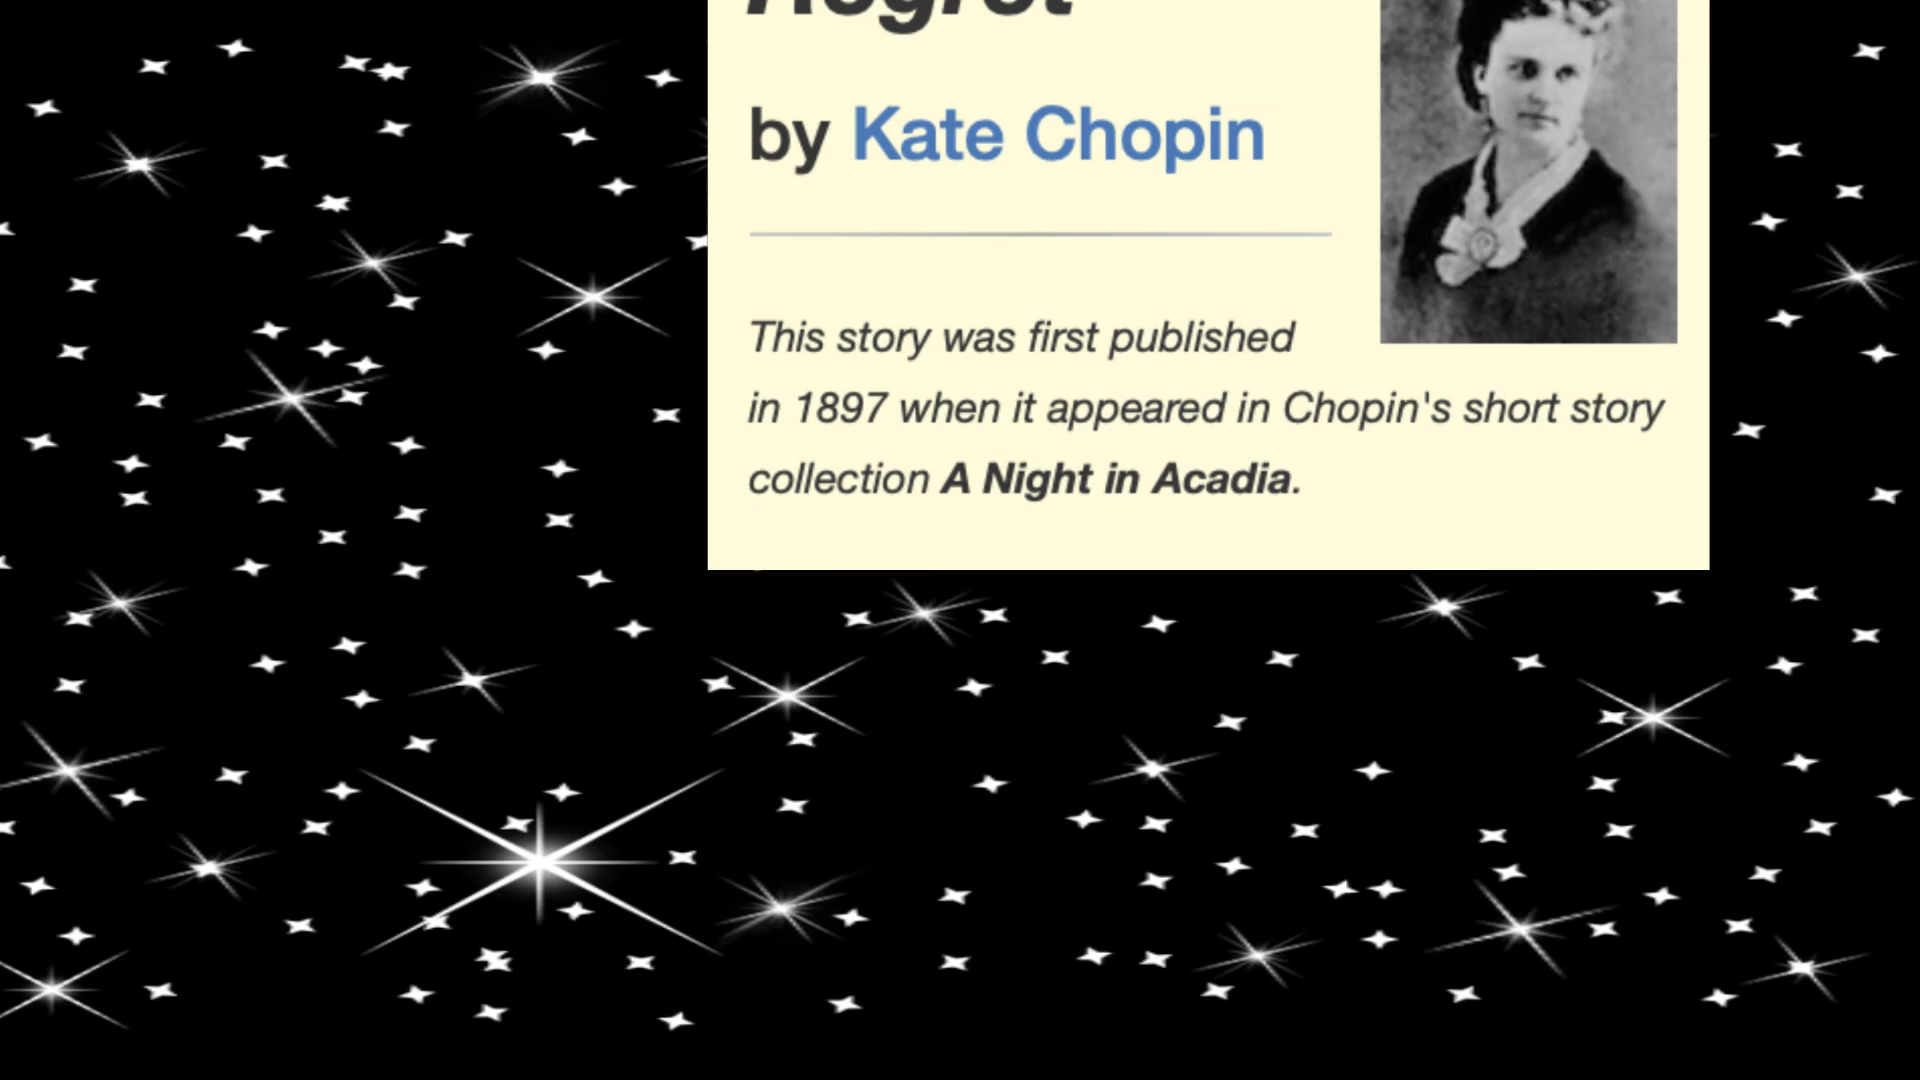 Regret
by Kate Chopin
This story was first published
in 1897 when it appeared in Chopin's short story
collection A Night in Acadia.